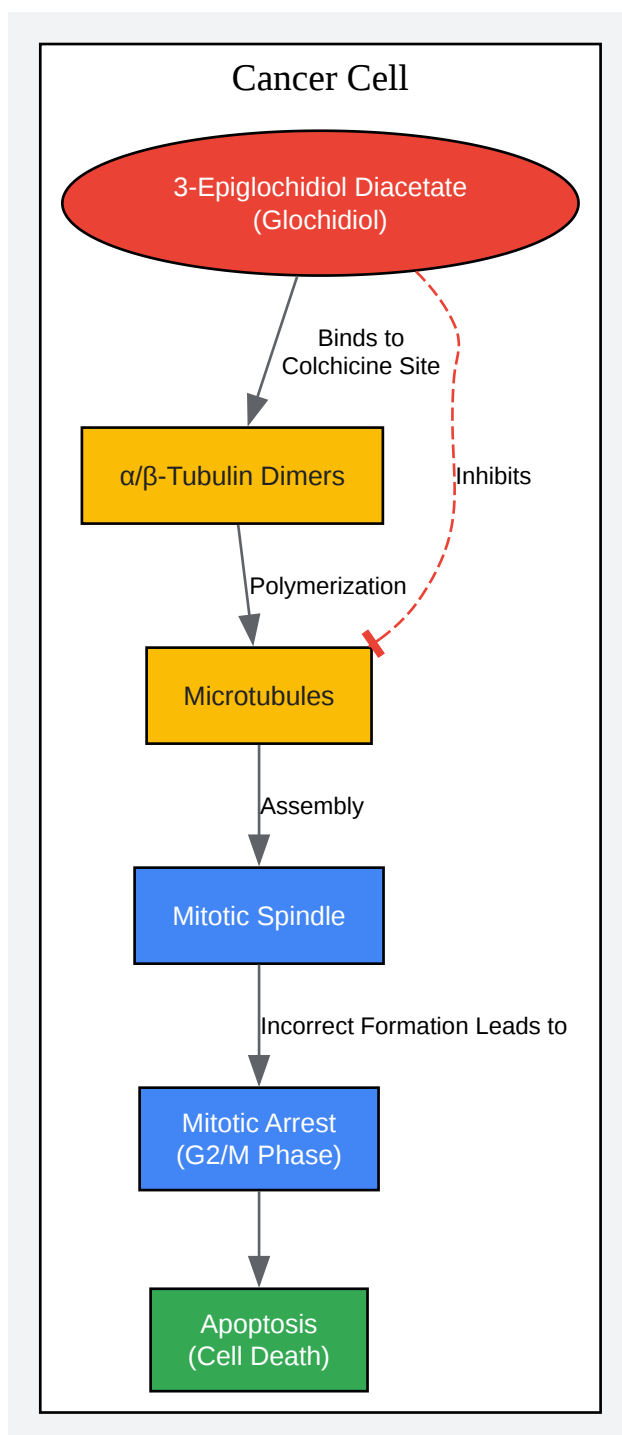 Cancer Cell
3-Epiglochidiol Diacetate
(Glochidiol)
Binds to
Colchicine Site
α/β-Tubulin Dimers
Inhibits
Polymerization
Microtubules
Assembly
Mitotic Spindle
Incorrect Formation Leads to
Mitotic Arrest
(G2/M Phase)
Apoptosis
(Cell Death)